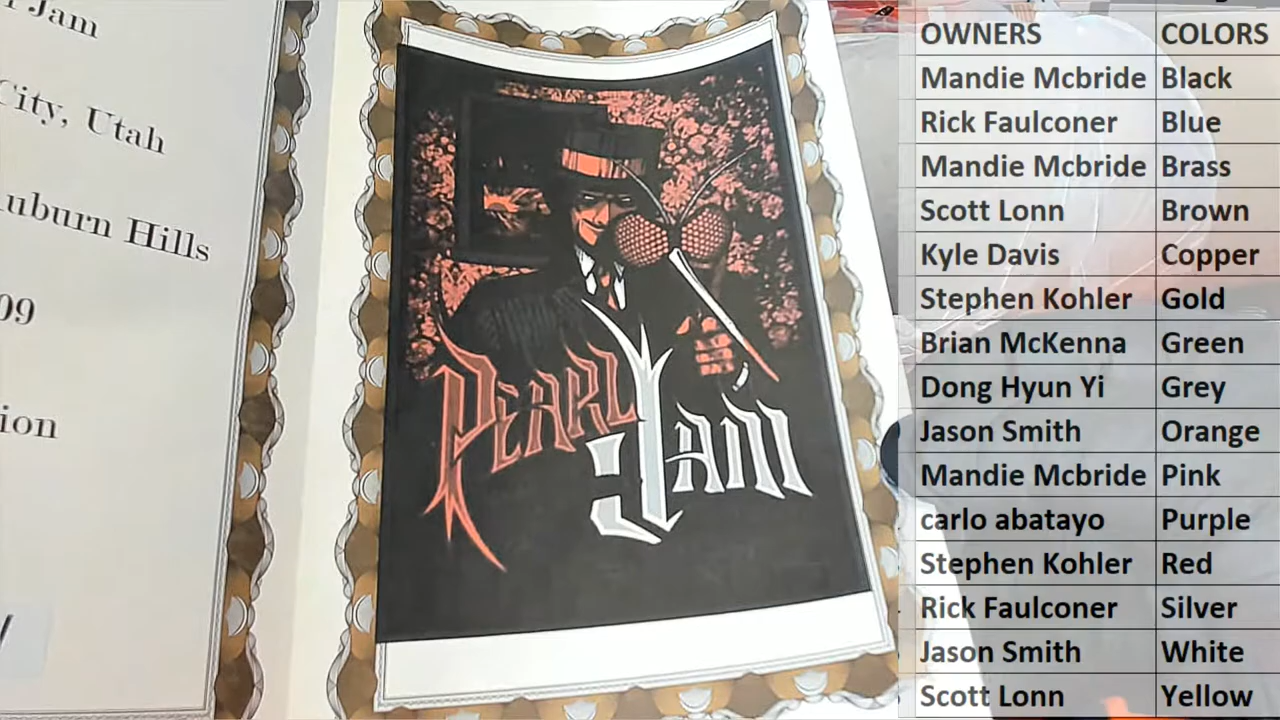 Jam
City, Utah
Auburn Hills
09
ion
PEARL
JAM
OWNERS COLORS
Mandie Mcbride Black
Rick Faulconer Blue
Mandie Mcbride Brass
Scott Lonn Brown
Kyle Davis Copper
Stephen Kohler Gold
Brian McKenna Green
Dong Hyun Yi Grey
Jason Smith Orange
Mandie Mcbride Pink
carlo abatayo Purple
Stephen Kohler Red
Rick Faulconer Silver
Jason Smith White
Scott Lonn Yellow